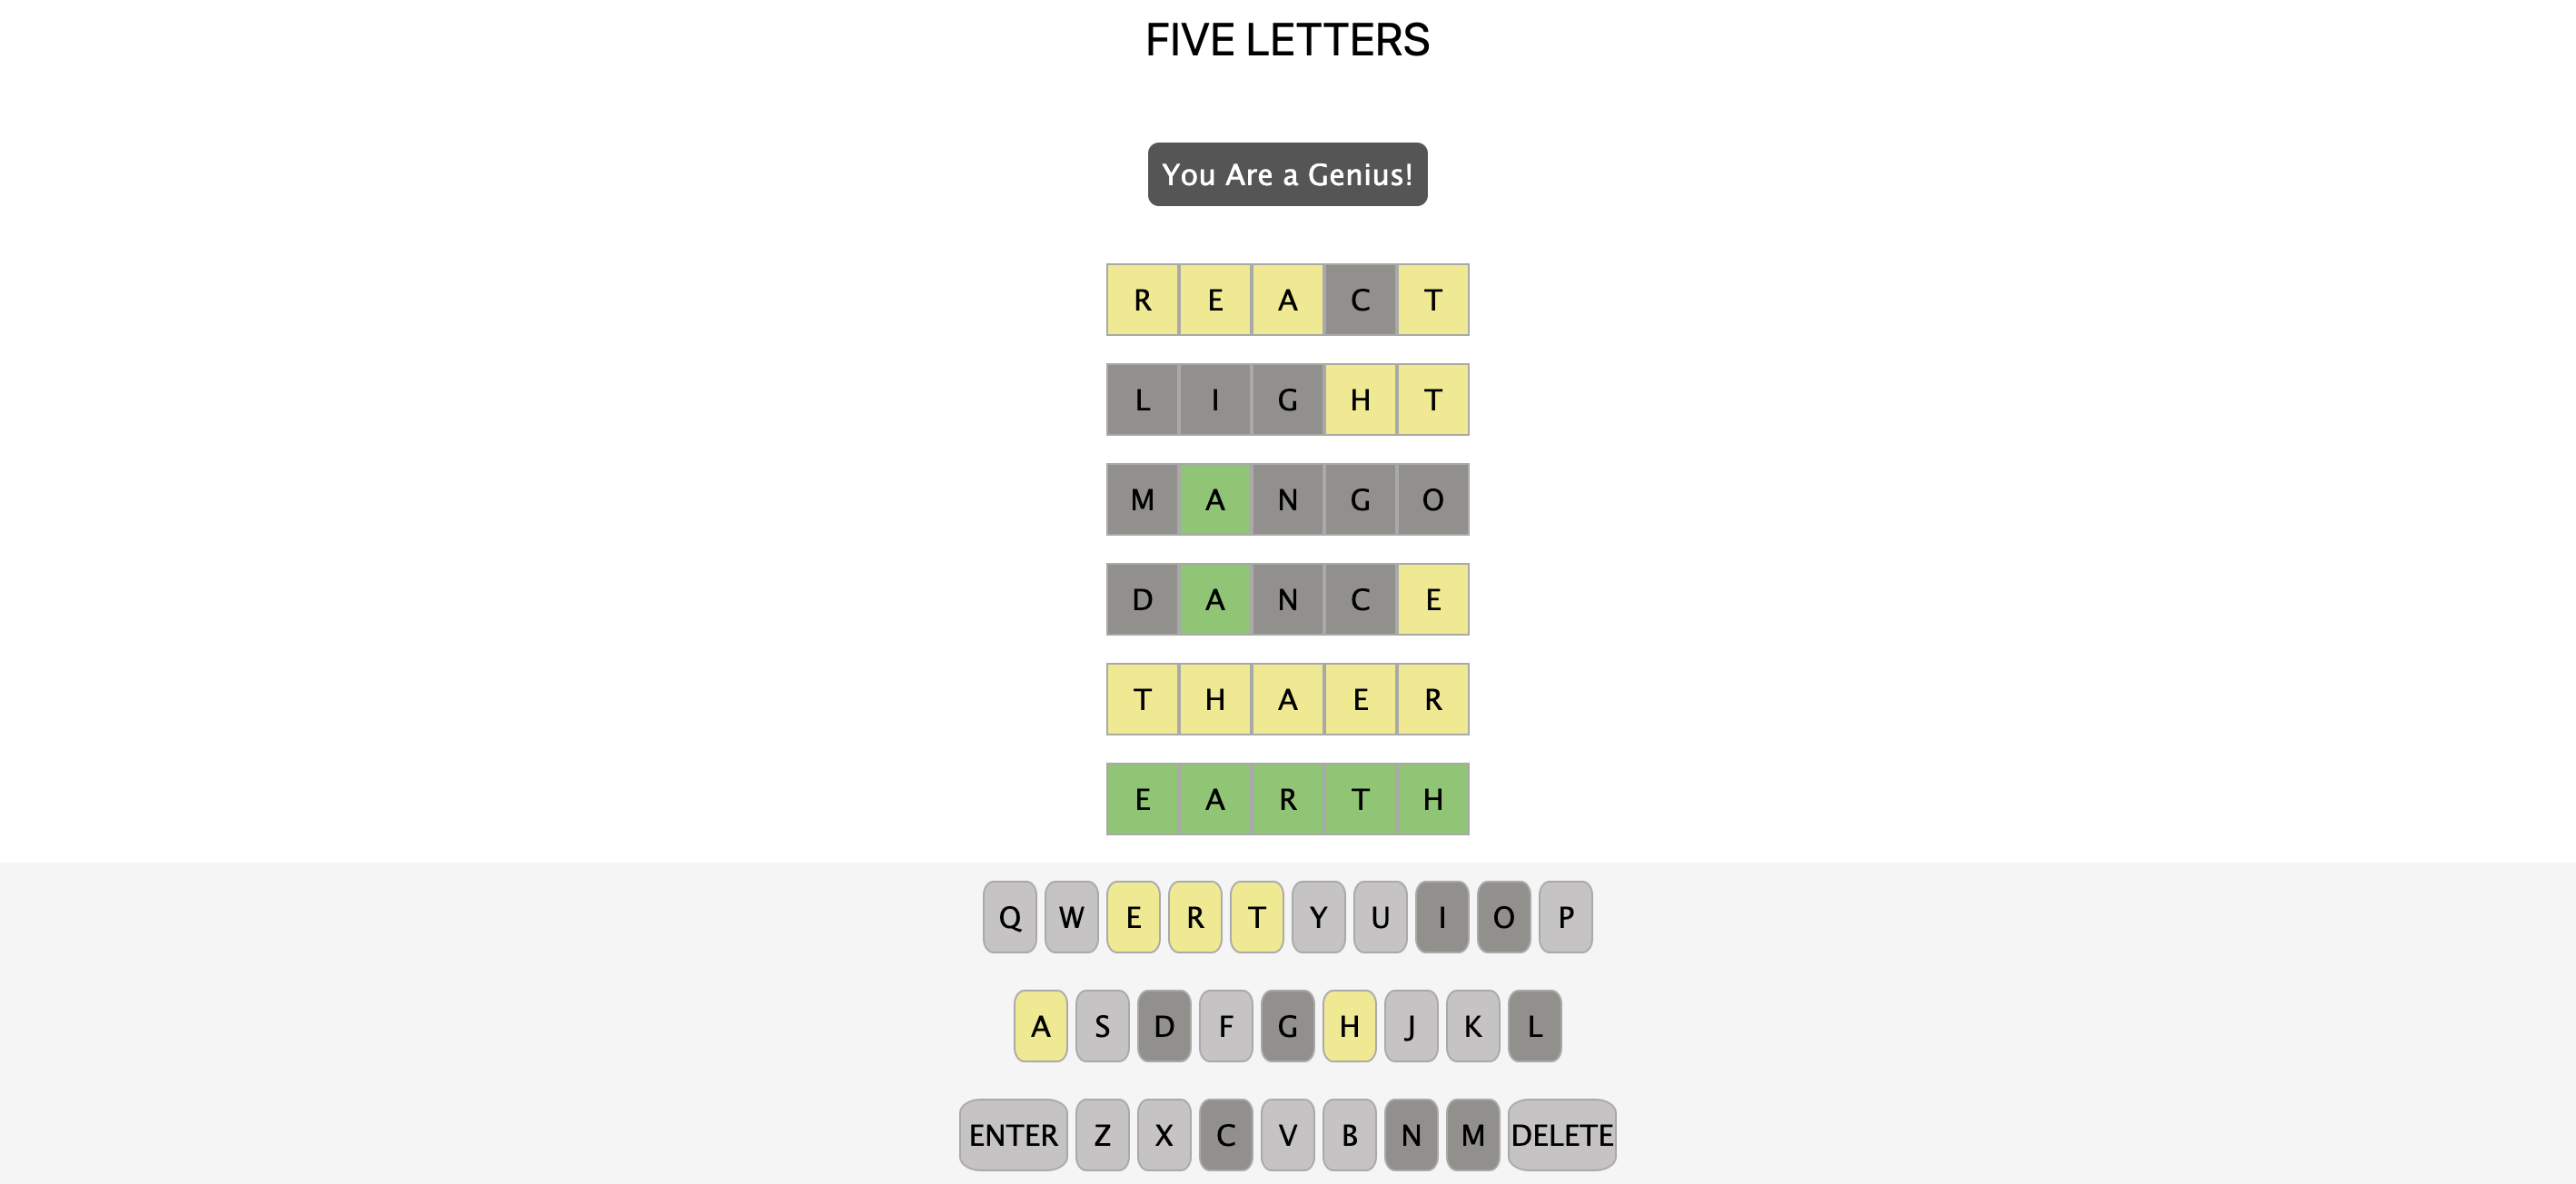 FIVE LETTERS
You Are a Genius!
R E A C T
L I G H T
M A N G O
D A N C E
T H A E R
E A R T H
Q W E R T Y U I O P
A S D F G H J K L
ENTER Z X C V B N M DELETE